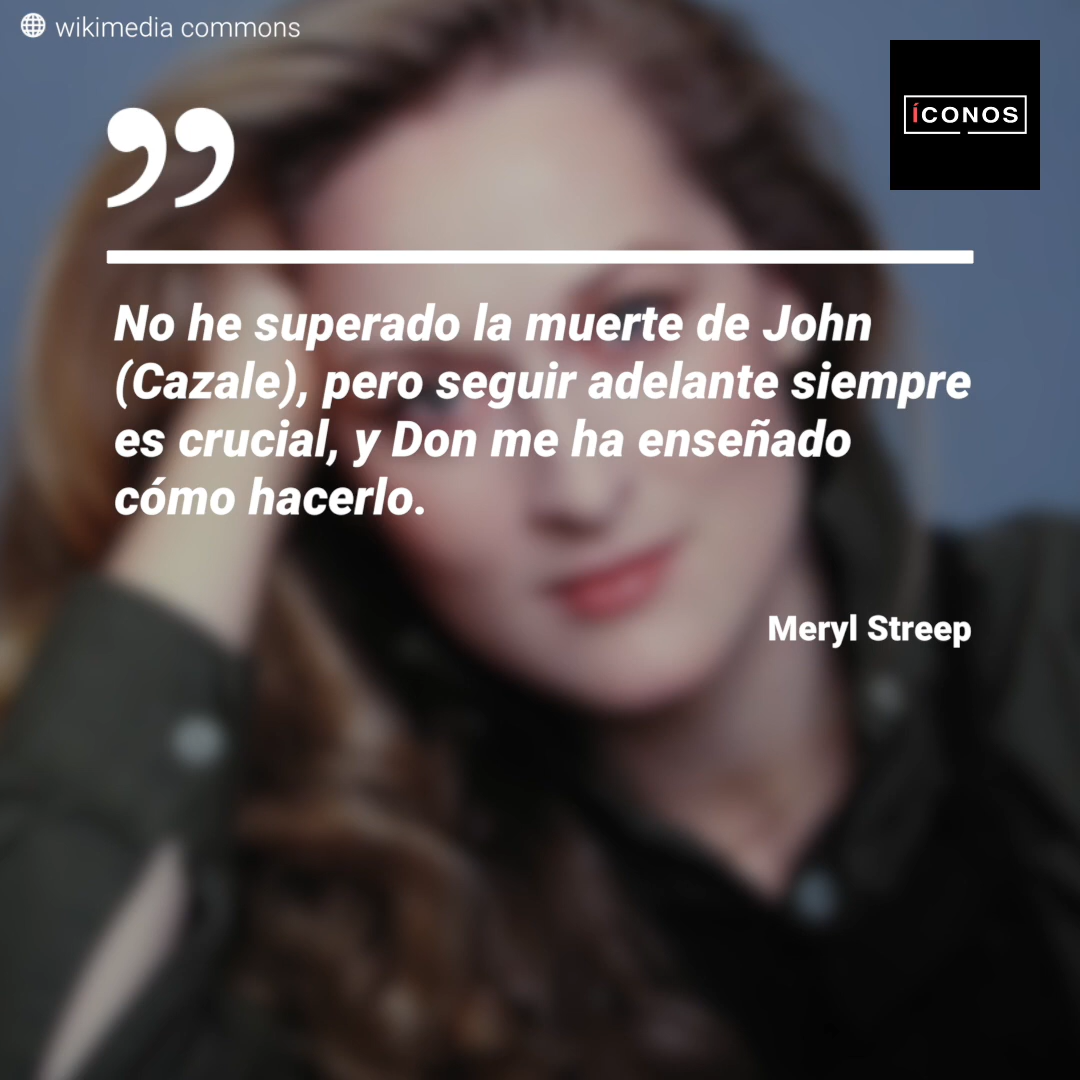 wikimedia commons
ÍCONOS
”
No he superado la muerte de John
(Cazale), pero seguir adelante siempre
es crucial, y Don me ha enseñado
cómo hacerlo.
Meryl Streep